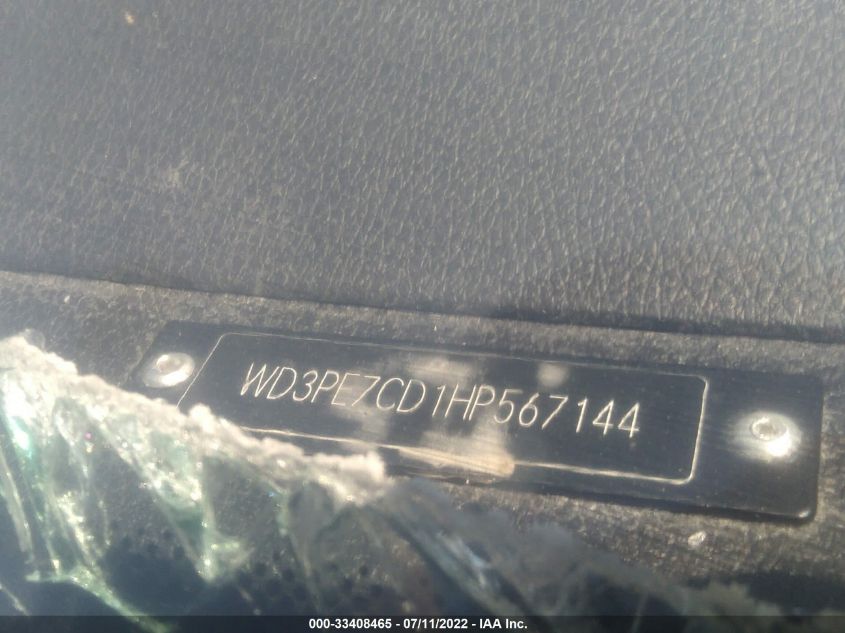 WD3PE7CD1HP567144
000-33408465 - 07/11/2022 - IAA Inc.